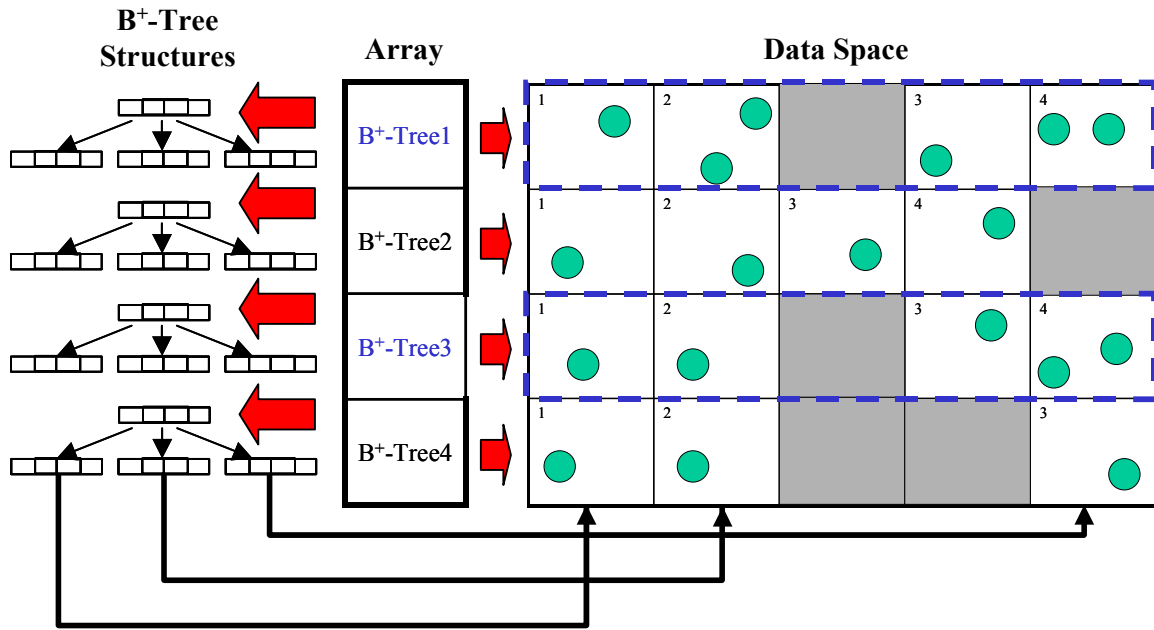 B⁺-Tree
Structures
Array
Data Space
B⁺-Tree1
1
2
3
4
B⁺-Tree2
1
2
3
4
B⁺-Tree3
1
2
3
4
B⁺-Tree4
1
2
3